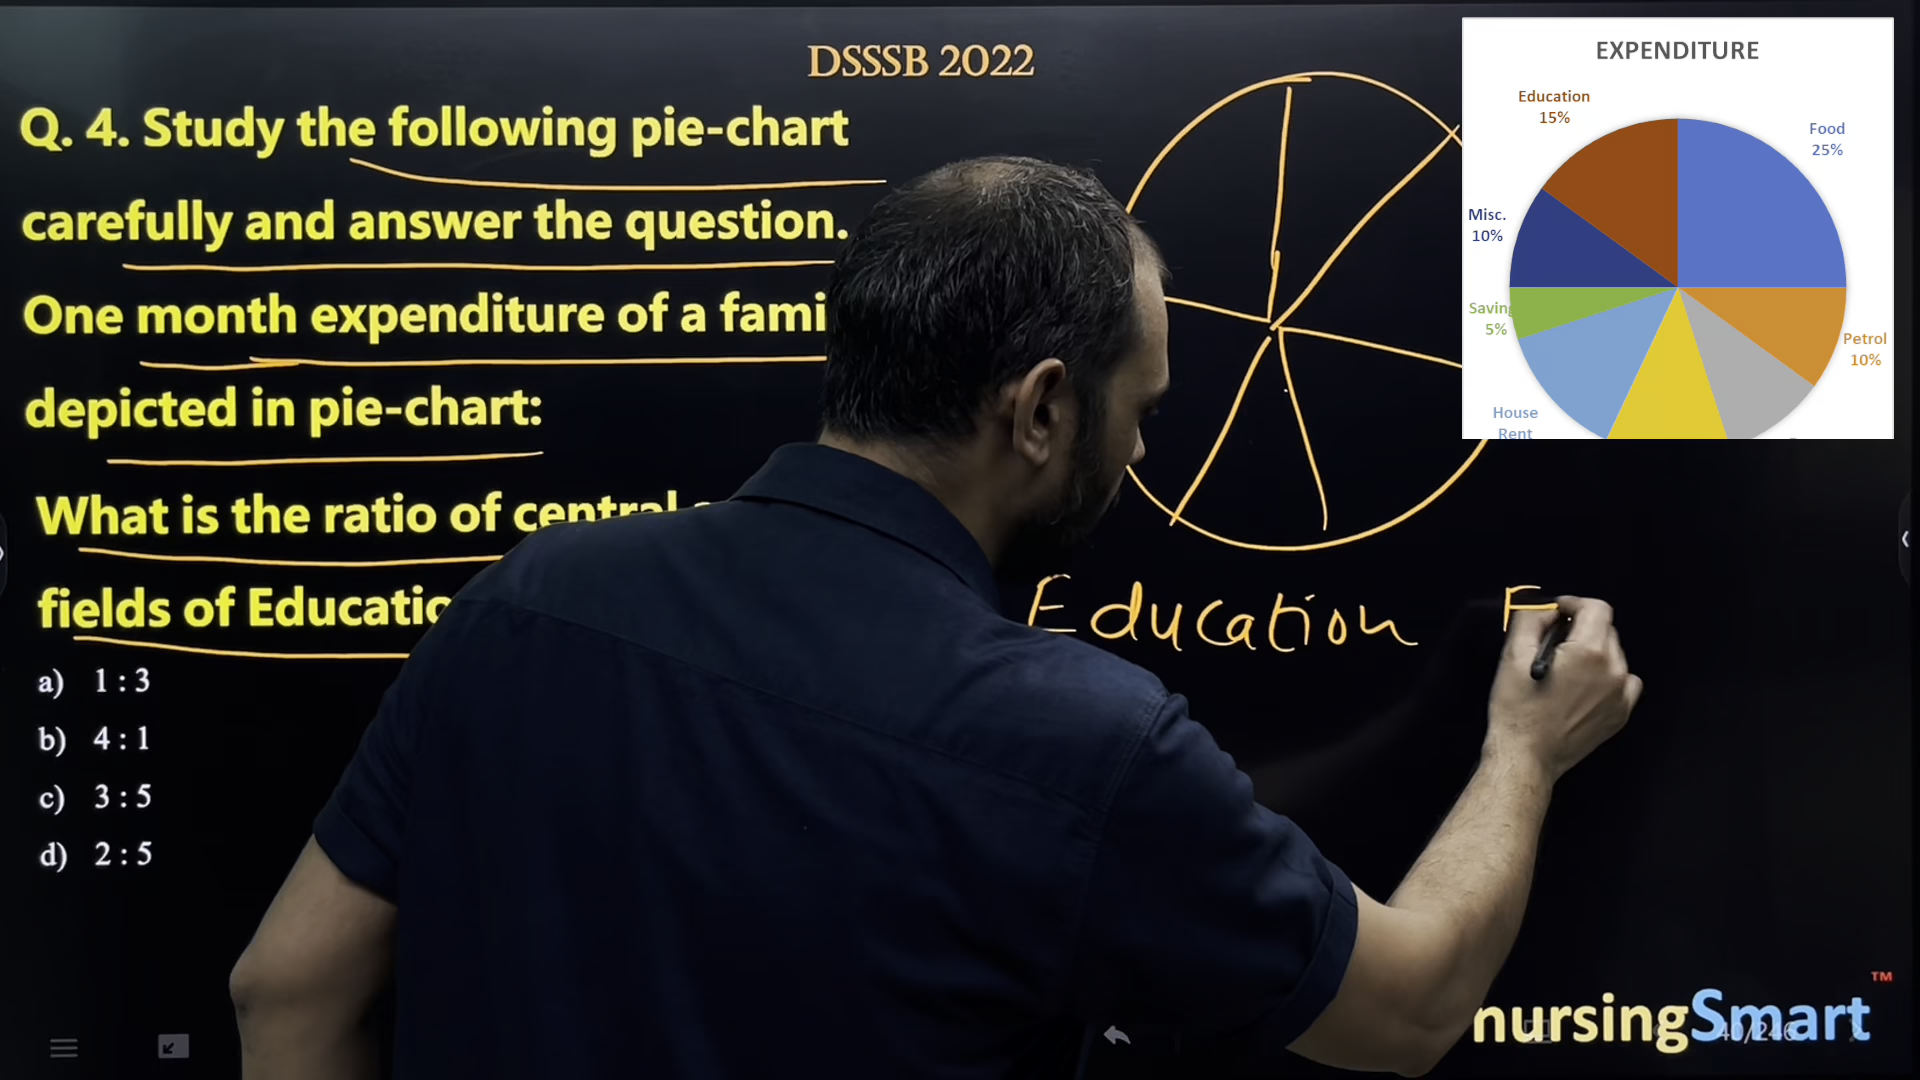 DSSSB 2022
Q. 4. Study the following pie-chart
carefully and answer the question.
One month expenditure of a fami
depicted in pie-chart:
What is the ratio of central
fields of Educatio
a) 1 : 3
b) 4 : 1
c) 3 : 5
d) 2 : 5
EXPENDITURE
Education
15%
Food
25%
Misc.
10%
Saving
5%
Petrol
10%
House
Rent
Education F
nursingSmart™